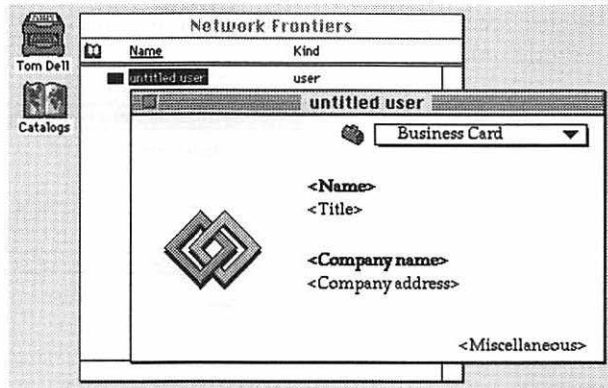 Network Frontiers
Name Kind
Tom Dell
untitled user user
untitled user
Catalogs
Business Card
<Name>
<Title>
<Company name>
<Company address>
<Miscellaneous>